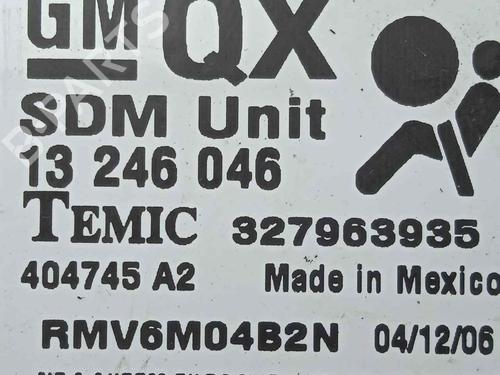 GM QX
SDM Unit
13 246 046
TEMIC 327963935
404745 A2 Made in Mexico
RMV6M04B2N 04/12/06